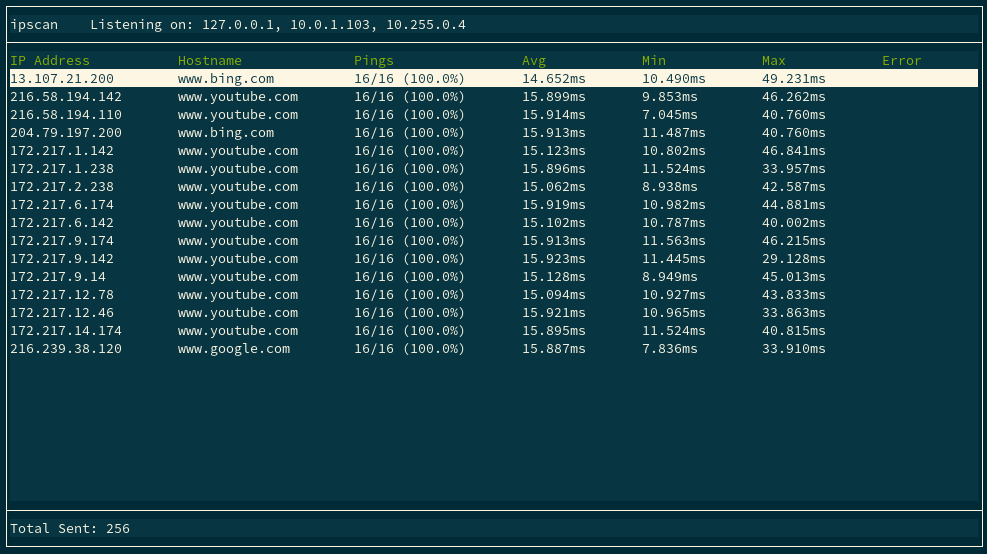 ipscan    Listening on: 127.0.0.1, 10.0.1.103, 10.255.0.4
IP Address  Hostname  Pings  Avg  Min  Max  Error
13.107.21.200  www.bing.com  16/16 (100.0%)  14.652ms  10.490ms  49.231ms
216.58.194.142  www.youtube.com  16/16 (100.0%)  15.899ms  9.853ms  46.262ms
216.58.194.110  www.youtube.com  16/16 (100.0%)  15.914ms  7.045ms  40.760ms
204.79.197.200  www.bing.com  16/16 (100.0%)  15.913ms  11.487ms  40.760ms
172.217.1.142  www.youtube.com  16/16 (100.0%)  15.123ms  10.802ms  46.841ms
172.217.1.238  www.youtube.com  16/16 (100.0%)  15.896ms  11.524ms  33.957ms
172.217.2.238  www.youtube.com  16/16 (100.0%)  15.062ms  8.938ms  42.587ms
172.217.6.174  www.youtube.com  16/16 (100.0%)  15.919ms  10.982ms  44.881ms
172.217.6.142  www.youtube.com  16/16 (100.0%)  15.102ms  10.787ms  40.002ms
172.217.9.174  www.youtube.com  16/16 (100.0%)  15.913ms  11.563ms  46.215ms
172.217.9.142  www.youtube.com  16/16 (100.0%)  15.923ms  11.445ms  29.128ms
172.217.9.14  www.youtube.com  16/16 (100.0%)  15.128ms  8.949ms  45.013ms
172.217.12.78  www.youtube.com  16/16 (100.0%)  15.094ms  10.927ms  43.833ms
172.217.12.46  www.youtube.com  16/16 (100.0%)  15.921ms  10.965ms  33.863ms
172.217.14.174  www.youtube.com  16/16 (100.0%)  15.895ms  11.524ms  40.815ms
216.239.38.120  www.google.com  16/16 (100.0%)  15.887ms  7.836ms  33.910ms
Total Sent: 256